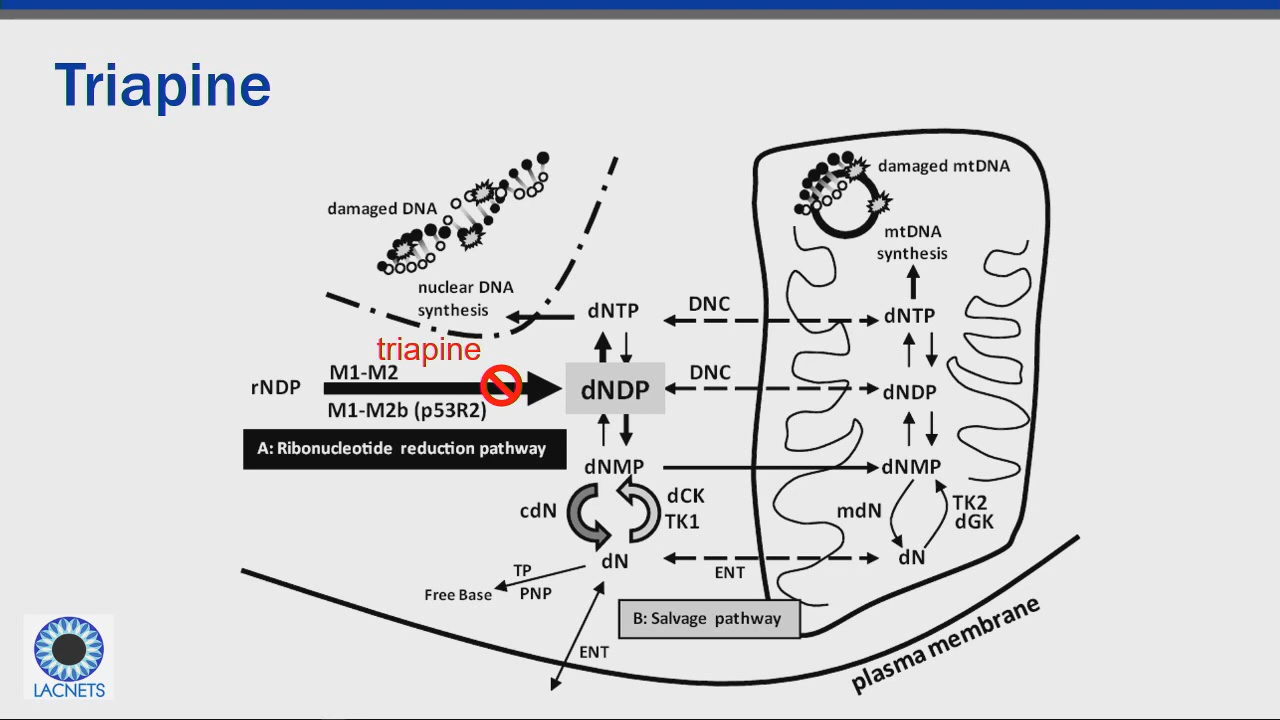 Triapine
damaged DNA
damaged mtDNA
mtDNA
synthesis
nuclear DNA
synthesis
dNTP
DNC
dNTP
triapine
M1-M2
rNDP
dNDP
DNC
dNDP
M1-M2b (p53R2)
A: Ribonucleotide reduction pathway
dNMP
dNMP
cdN
dCK
TK1
mdN
TK2
dGK
dN
dN
ENT
TP
Free Base
PNP
B: Salvage pathway
ENT
plasma membrane
LACNETS